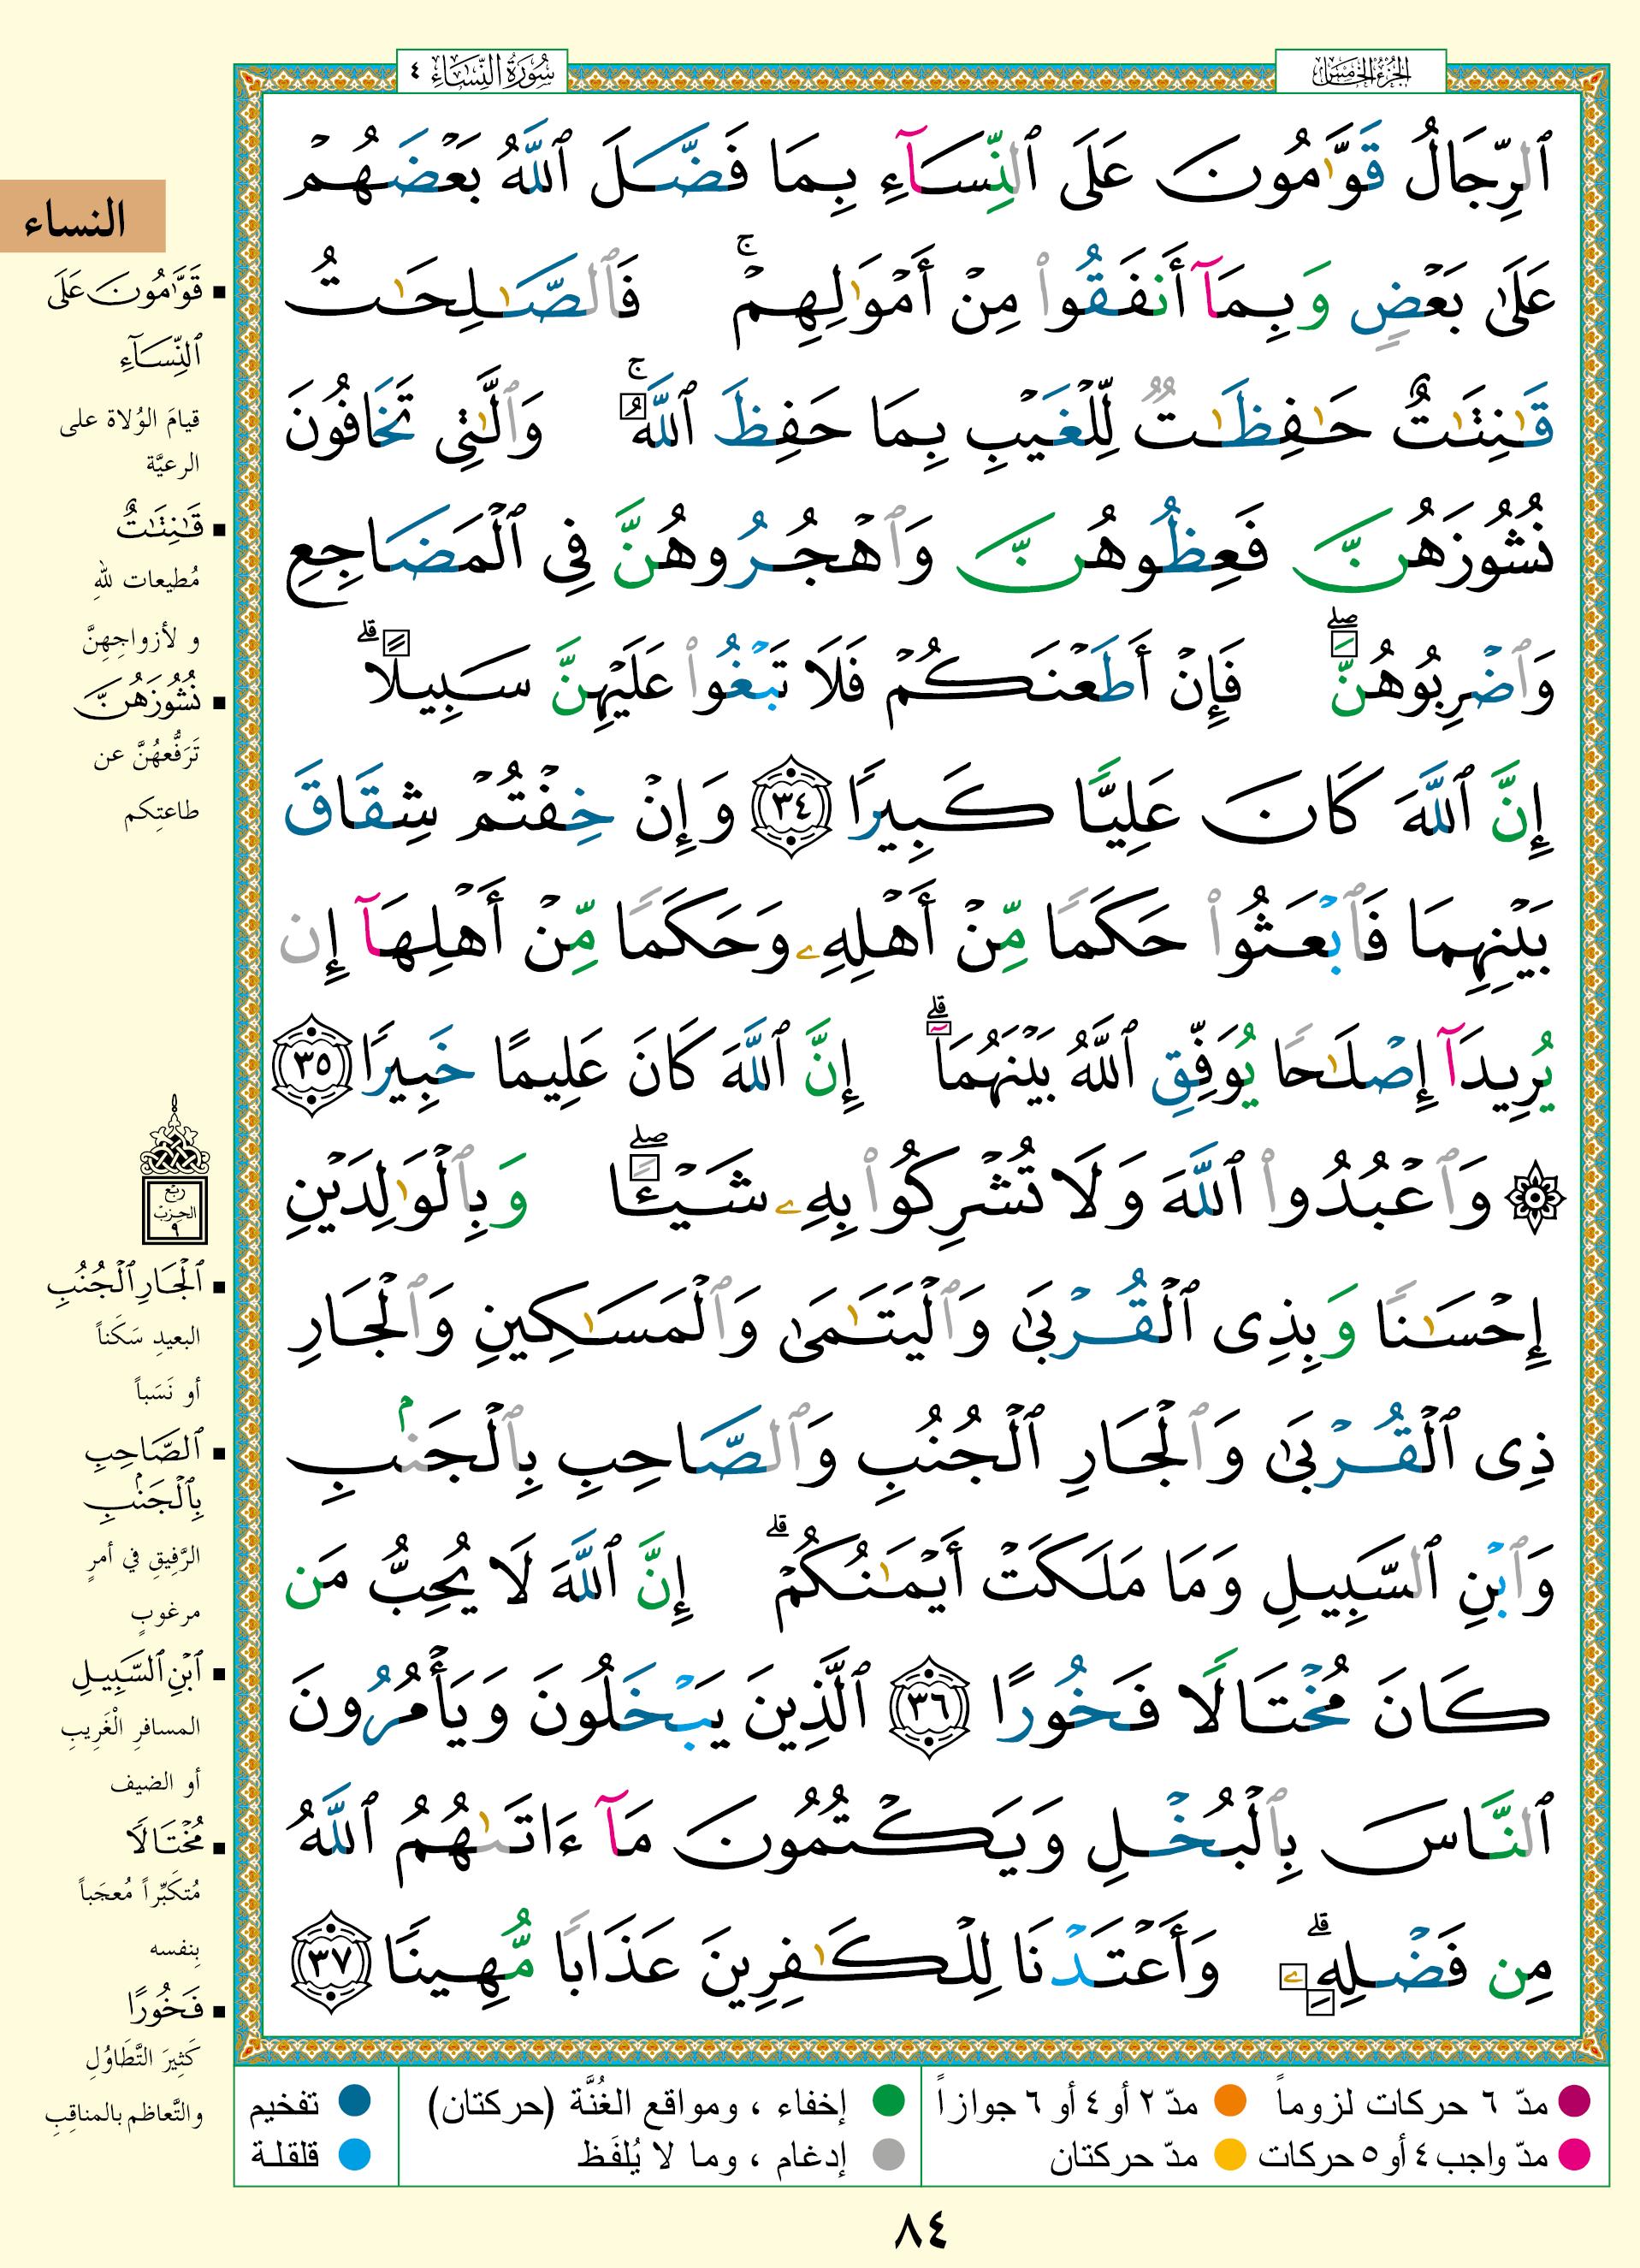 الجزء الخامس
سورة النساء ٤
ٱلرِّجَالُ قَوَّٰمُونَ عَلَى ٱلنِّسَآءِ بِمَا فَضَّلَ ٱللَّهُ بَعْضَهُمْ
عَلَىٰ بَعْضٍ وَبِمَآ أَنفَقُوا۟ مِنْ أَمْوَٰلِهِمْ ۚ فَٱلصَّـٰلِحَـٰتُ
قَـٰنِتَـٰتٌ حَـٰفِظَـٰتٌ لِّلْغَيْبِ بِمَا حَفِظَ ٱللَّهُ ۚ وَٱلَّـٰتِى تَخَافُونَ
نُشُوزَهُنَّ فَعِظُوهُنَّ وَٱهْجُرُوهُنَّ فِى ٱلْمَضَاجِعِ
وَٱضْرِبُوهُنَّ ۖ فَإِنْ أَطَعْنَكُمْ فَلَا تَبْغُوا۟ عَلَيْهِنَّ سَبِيلًا ۗ
إِنَّ ٱللَّهَ كَانَ عَلِيًّا كَبِيرًا ٣٤ وَإِنْ خِفْتُمْ شِقَاقَ
بَيْنِهِمَا فَٱبْعَثُوا۟ حَكَمًا مِّنْ أَهْلِهِۦ وَحَكَمًا مِّنْ أَهْلِهَآ إِن
يُرِيدَآ إِصْلَـٰحًا يُوَفِّقِ ٱللَّهُ بَيْنَهُمَآ ۗ إِنَّ ٱللَّهَ كَانَ عَلِيمًا خَبِيرًا ٣٥
۞ وَٱعْبُدُوا۟ ٱللَّهَ وَلَا تُشْرِكُوا۟ بِهِۦ شَيْـًٔا ۖ وَبِٱلْوَٰلِدَيْنِ
إِحْسَـٰنًا وَبِذِى ٱلْقُرْبَىٰ وَٱلْيَتَـٰمَىٰ وَٱلْمَسَـٰكِينِ وَٱلْجَارِ
ذِى ٱلْقُرْبَىٰ وَٱلْجَارِ ٱلْجُنُبِ وَٱلصَّاحِبِ بِٱلْجَنۢبِ
وَٱبْنِ ٱلسَّبِيلِ وَمَا مَلَكَتْ أَيْمَـٰنُكُمْ ۗ إِنَّ ٱللَّهَ لَا يُحِبُّ مَن
كَانَ مُخْتَالًا فَخُورًا ٣٦ ٱلَّذِينَ يَبْخَلُونَ وَيَأْمُرُونَ
ٱلنَّاسَ بِٱلْبُخْلِ وَيَكْتُمُونَ مَآ ءَاتَىٰهُمُ ٱللَّهُ
مِن فَضْلِهِۦ ۗ وَأَعْتَدْنَا لِلْكَـٰفِرِينَ عَذَابًا مُّهِينًا ٣٧
النساء
▪ قَوَّٰمُونَ عَلَى
ٱلنِّسَآءِ
قيامَ الوُلاة على
الرعيَّة
▪ قَـٰنِتَـٰتٌ
مُطيعات للهِ
و لأزواجِهِنَّ
▪ نُشُوزَهُنَّ
تَرَفُّعهُنَّ عن
طاعتِكم
ربع
الحزب
٩
▪ ٱلْجَارِ ٱلْجُنُبِ
البعيدِ سَكَناً
أو نَسَباً
▪ ٱلصَّاحِبِ
بِٱلْجَنۢبِ
الرَّفِيقِ في أمرٍ
مرغوبٍ
▪ ٱبْنِ ٱلسَّبِيلِ
المسافرِ الْغَرِيبِ
أو الضيف
▪ مُخْتَالًا
مُتكَبِّراً مُعجَباً
بِنفسه
▪ فَخُورًا
كَثِيرَ التَّطَاوُلِ
والتَّعاظم بالمناقِبِ
مدّ ٦ حركات لزوماً مدّ ٢ أو ٤ أو ٦ جوازاً إخفاء ، ومواقع الغُنَّة (حركتان) تفخيم
مدّ واجب ٤ أو ٥ حركات مدّ حركتان إدغام ، وما لا يُلفَظ قلقلة
٨٤